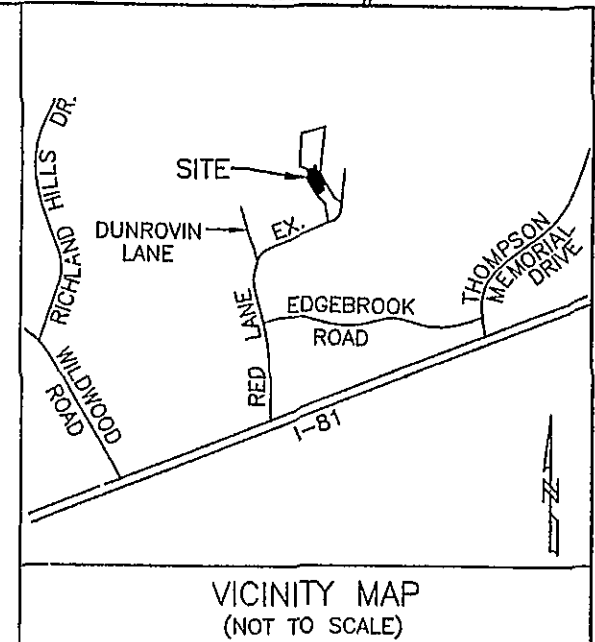 RICHLAND HILLS DR.
SITE
DUNROVIN
LANE
EX.
THOMPSON
MEMORIAL
DRIVE
EDGEBROOK
ROAD
RED LANE
WILDWOOD
ROAD
I-81
N
VICINITY MAP
(NOT TO SCALE)